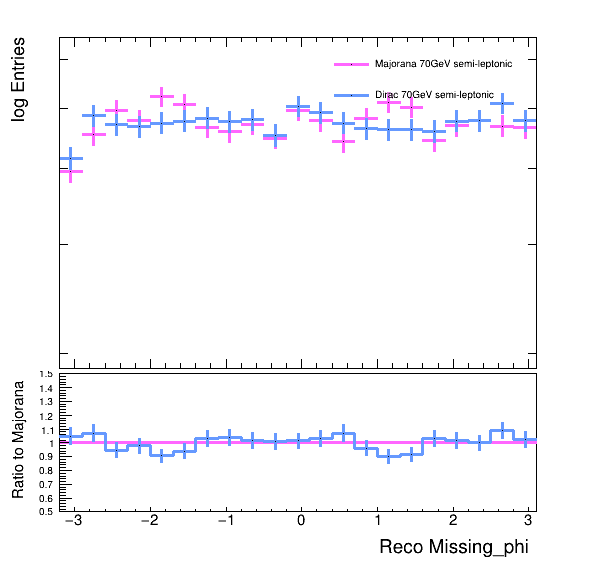 log Entries
Majorana 70GeV semi-leptonic
Dirac 70GeV semi-leptonic
Ratio to Majorana
1.5
1.4
1.3
1.2
1.1
1
0.9
0.8
0.7
0.6
0.5
−3 −2 −1 0 1 2 3
Reco Missing_phi